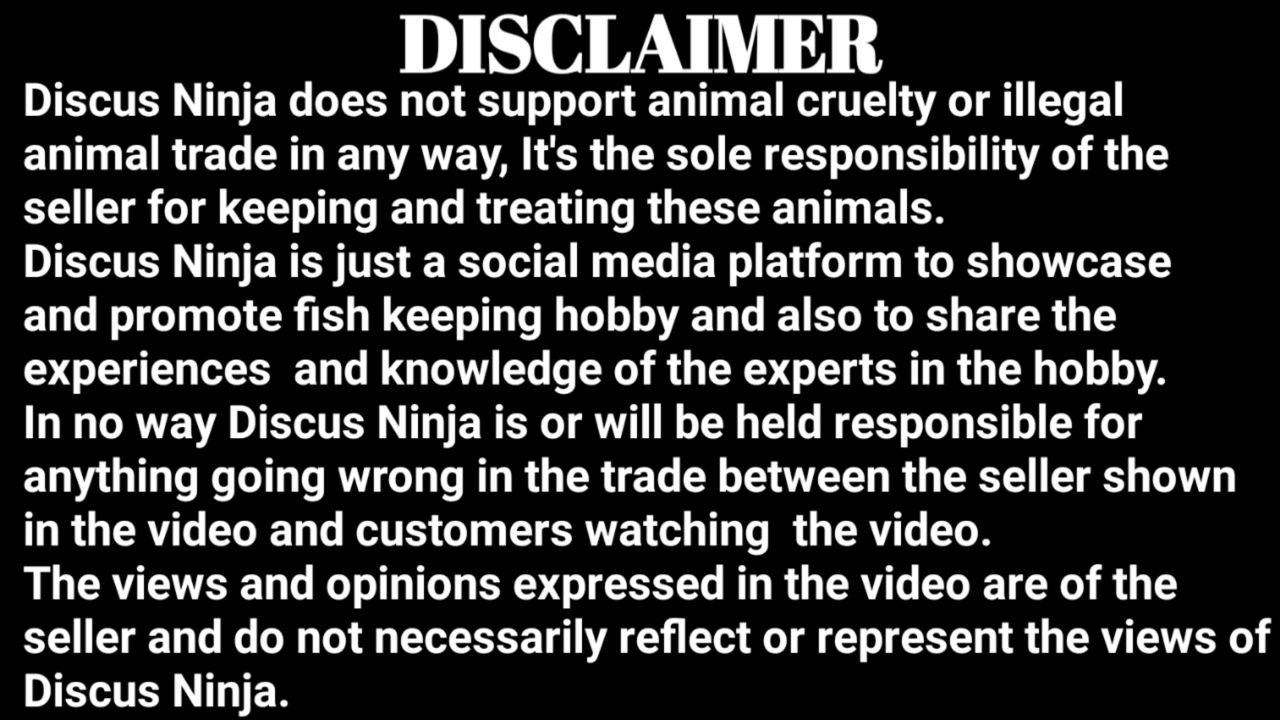 DISCLAIMER
Discus Ninja does not support animal cruelty or illegal
animal trade in any way, It's the sole responsibility of the
seller for keeping and treating these animals.
Discus Ninja is just a social media platform to showcase
and promote fish keeping hobby and also to share the
experiences  and knowledge of the experts in the hobby.
In no way Discus Ninja is or will be held responsible for
anything going wrong in the trade between the seller shown
in the video and customers watching  the video.
The views and opinions expressed in the video are of the
seller and do not necessarily reflect or represent the views of
Discus Ninja.